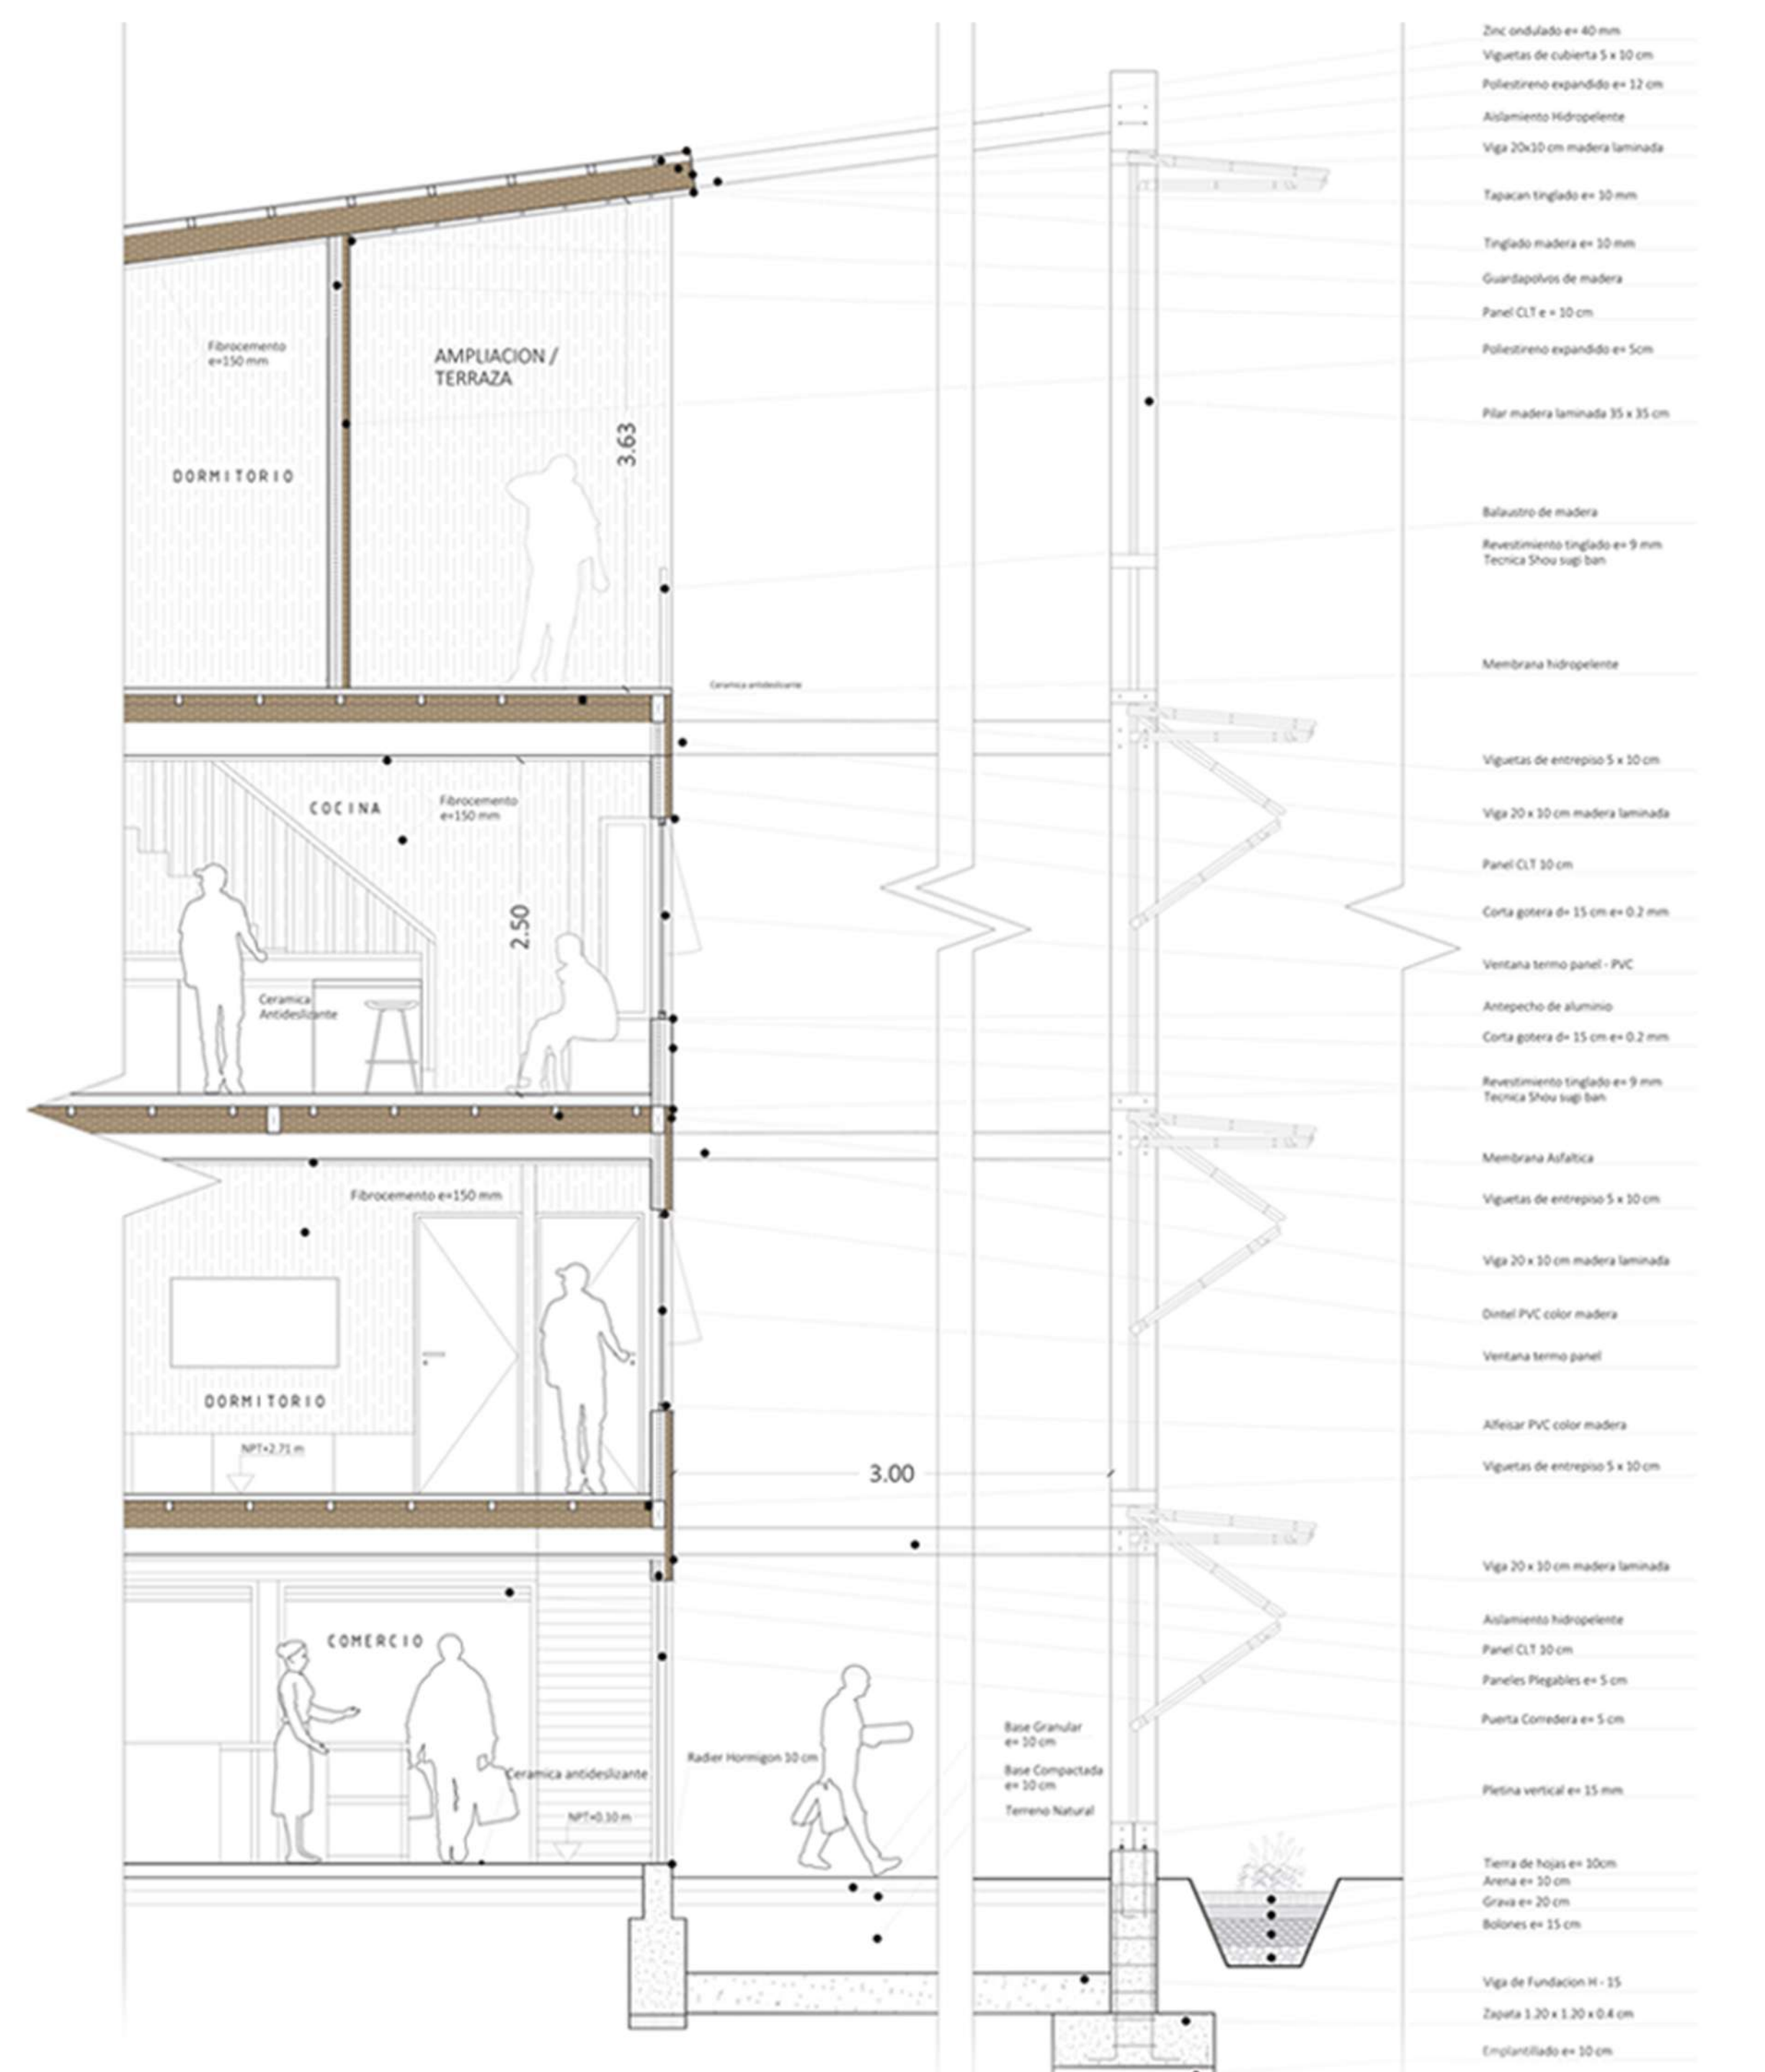 Zinc ondulado e= 40 mm
Viguetas de cubierta 5 x 10 cm
Poliestireno expandido e= 12 cm
Aislamiento Hidropelente
Viga 20x10 cm madera laminada
Tapacan tinglado e= 10 mm
Tinglado madera e= 10 mm
Guardapolvos de madera
Panel CLT e = 10 cm
Poliestireno expandido e= 5cm
Pilar madera laminada 35 x 35 cm
Balaustro de madera
Revestimiento tinglado e= 9 mm
Tecnica Shou sugi ban
Membrana hidropelente
Viguetas de entrepiso 5 x 10 cm
Viga 20 x 10 cm madera laminada
Panel CLT 10 cm
Corta gotera d= 15 cm e= 0.2 mm
Ventana termo panel - PVC
Antepecho de aluminio
Corta gotera d= 15 cm e= 0.2 mm
Revestimiento tinglado e= 9 mm
Tecnica Shou sugi ban
Membrana Asfaltica
Viguetas de entrepiso 5 x 10 cm
Viga 20 x 10 cm madera laminada
Dintel PVC color madera
Ventana termo panel
Alfeisar PVC color madera
Viguetas de entrepiso 5 x 10 cm
Viga 20 x 10 cm madera laminada
Aislamiento hidropelente
Panel CLT 10 cm
Paneles Plegables e= 5 cm
Puerta Corredera e= 5 cm
Pletina vertical e= 15 mm
Tierra de hojas e= 10cm
Arena e= 10 cm
Grava e= 20 cm
Bolones e= 15 cm
Viga de Fundacion H - 15
Zapata 1.20 x 1.20 x 0.4 cm
Emplantillado e= 10 cm
Fibrocemento
e=150 mm
AMPLIACION /
TERRAZA
DORMITORIO
3.63
Ceramica antideslizante
COCINA
Fibrocemento
e=150 mm
2.50
Ceramica
Antideslizante
Fibrocemento e=150 mm
DORMITORIO
NPT+2.71 m
3.00
COMERCIO
Ceramica antideslizante
NPT+0.10 m
Radier Hormigon 10 cm
Base Granular
e= 10 cm
Base Compactada
e= 10 cm
Terreno Natural